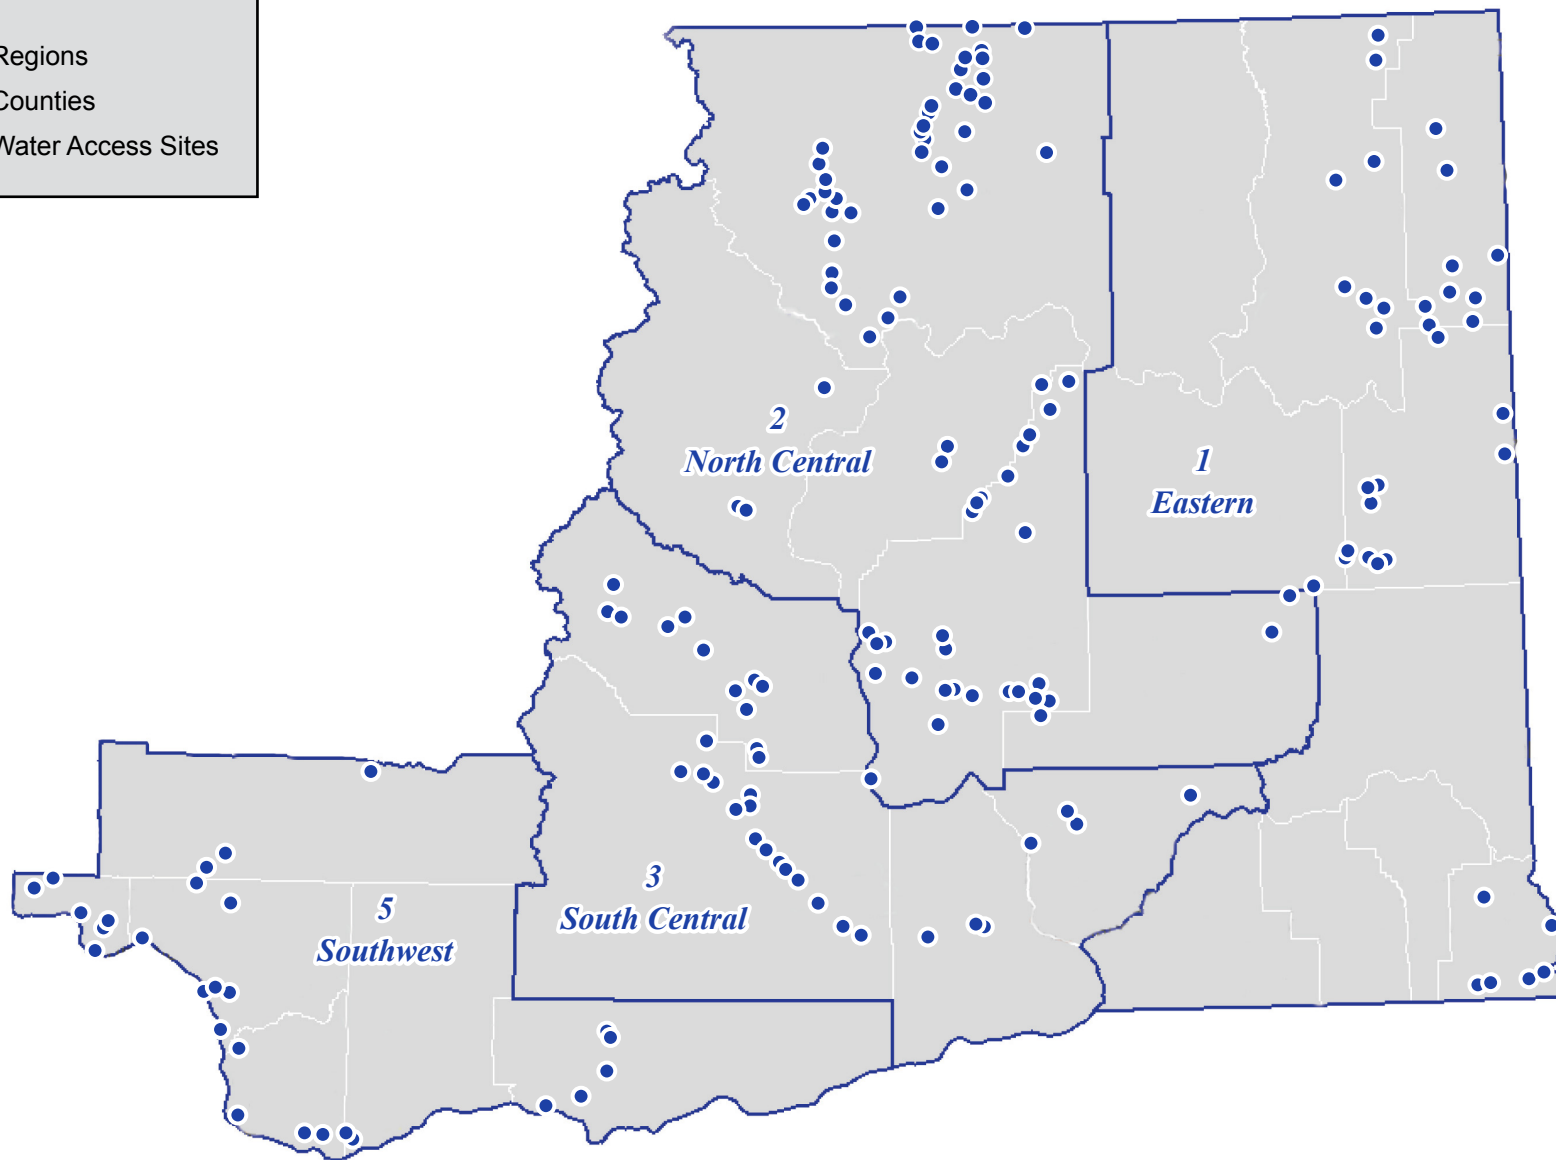 Regions
Counties
Water Access Sites
2
North Central
1
Eastern
3
South Central
5
Southwest